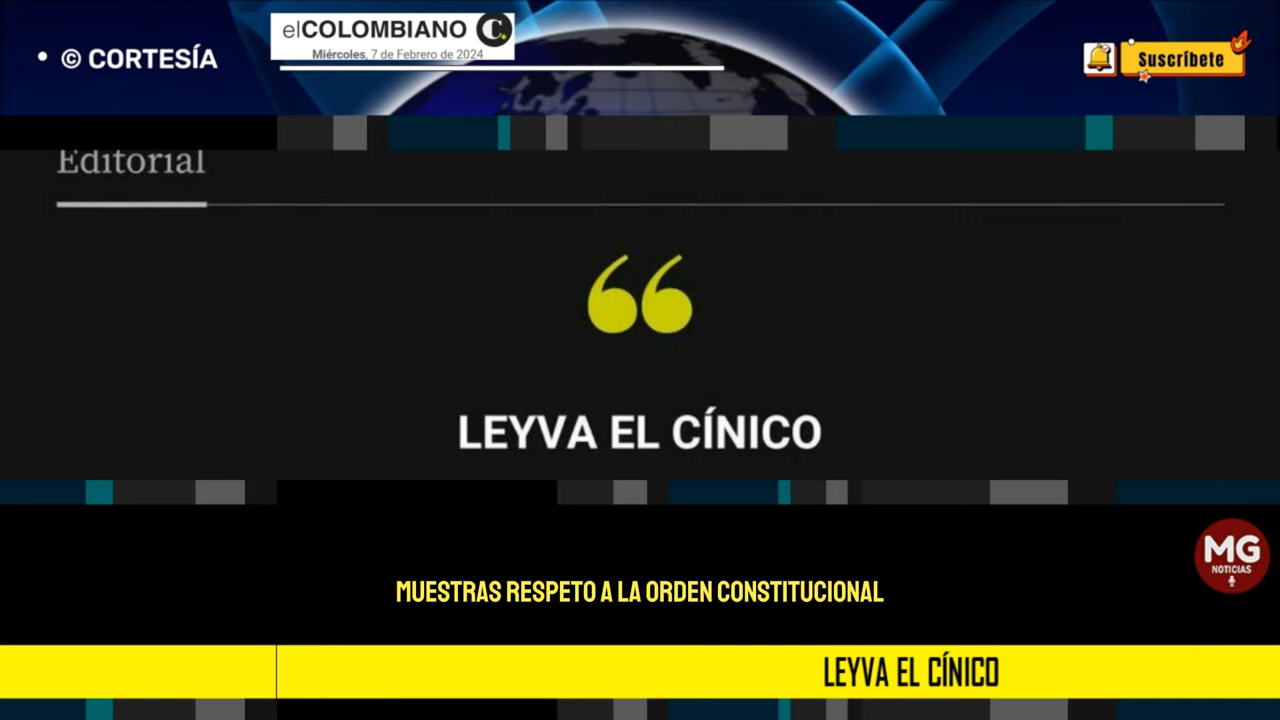 elCOLOMBIANO C
Miércoles, 7 de Febrero de 2024
• © CORTESÍA
Suscríbete
Editorial
“
LEYVA EL CÍNICO
MG
NOTICIAS
MUESTRAS RESPETO A LA ORDEN CONSTITUCIONAL
LEYVA EL CÍNICO